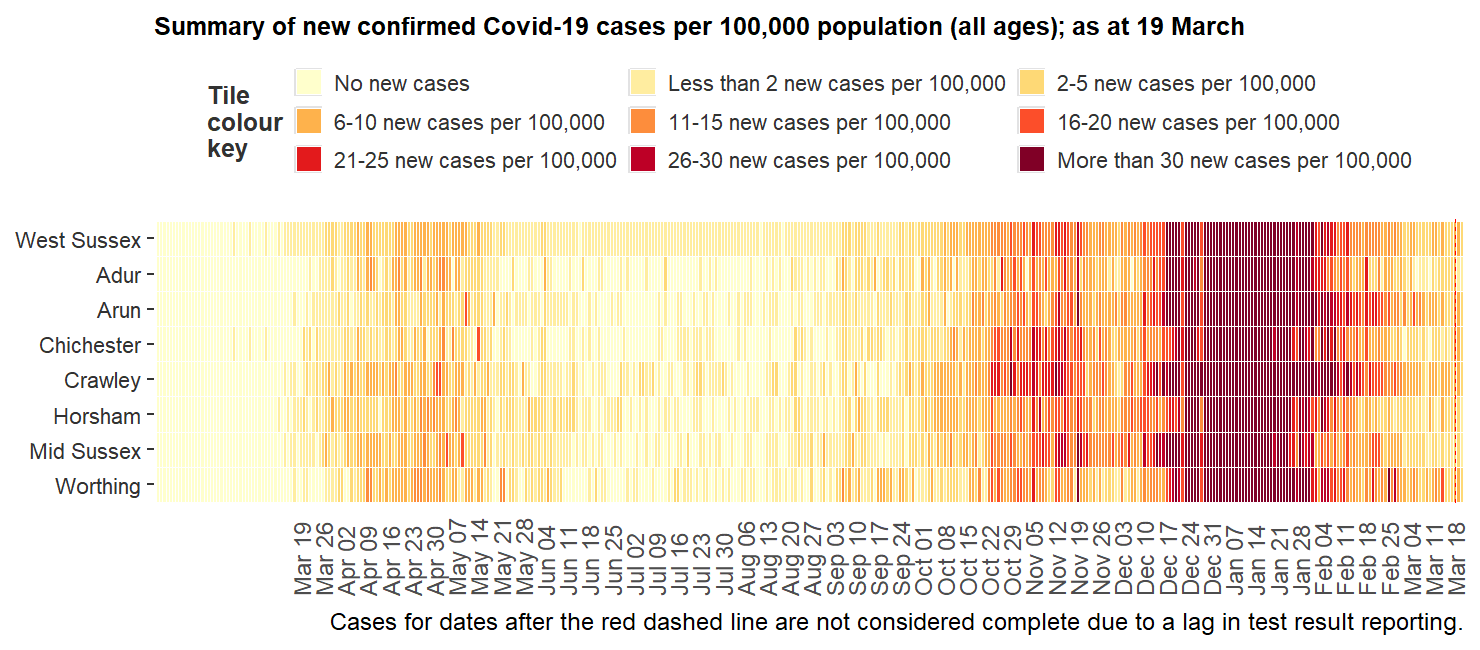 Summary of new confirmed Covid-19 cases per 100,000 population (all ages); as at 19 March
Tile colour key
No new cases
Less than 2 new cases per 100,000
2-5 new cases per 100,000
6-10 new cases per 100,000
11-15 new cases per 100,000
16-20 new cases per 100,000
21-25 new cases per 100,000
26-30 new cases per 100,000
More than 30 new cases per 100,000
West Sussex
Adur
Arun
Chichester
Crawley
Horsham
Mid Sussex
Worthing
Mar 19
Mar 26
Apr 02
Apr 09
Apr 16
Apr 23
Apr 30
May 07
May 14
May 21
May 28
Jun 04
Jun 11
Jun 18
Jun 25
Jul 02
Jul 09
Jul 16
Jul 23
Jul 30
Aug 06
Aug 13
Aug 20
Aug 27
Sep 03
Sep 10
Sep 17
Sep 24
Oct 01
Oct 08
Oct 15
Oct 22
Oct 29
Nov 05
Nov 12
Nov 19
Nov 26
Dec 03
Dec 10
Dec 17
Dec 24
Dec 31
Jan 07
Jan 14
Jan 21
Jan 28
Feb 04
Feb 11
Feb 18
Feb 25
Mar 04
Mar 11
Mar 18
Cases for dates after the red dashed line are not considered complete due to a lag in test result reporting.